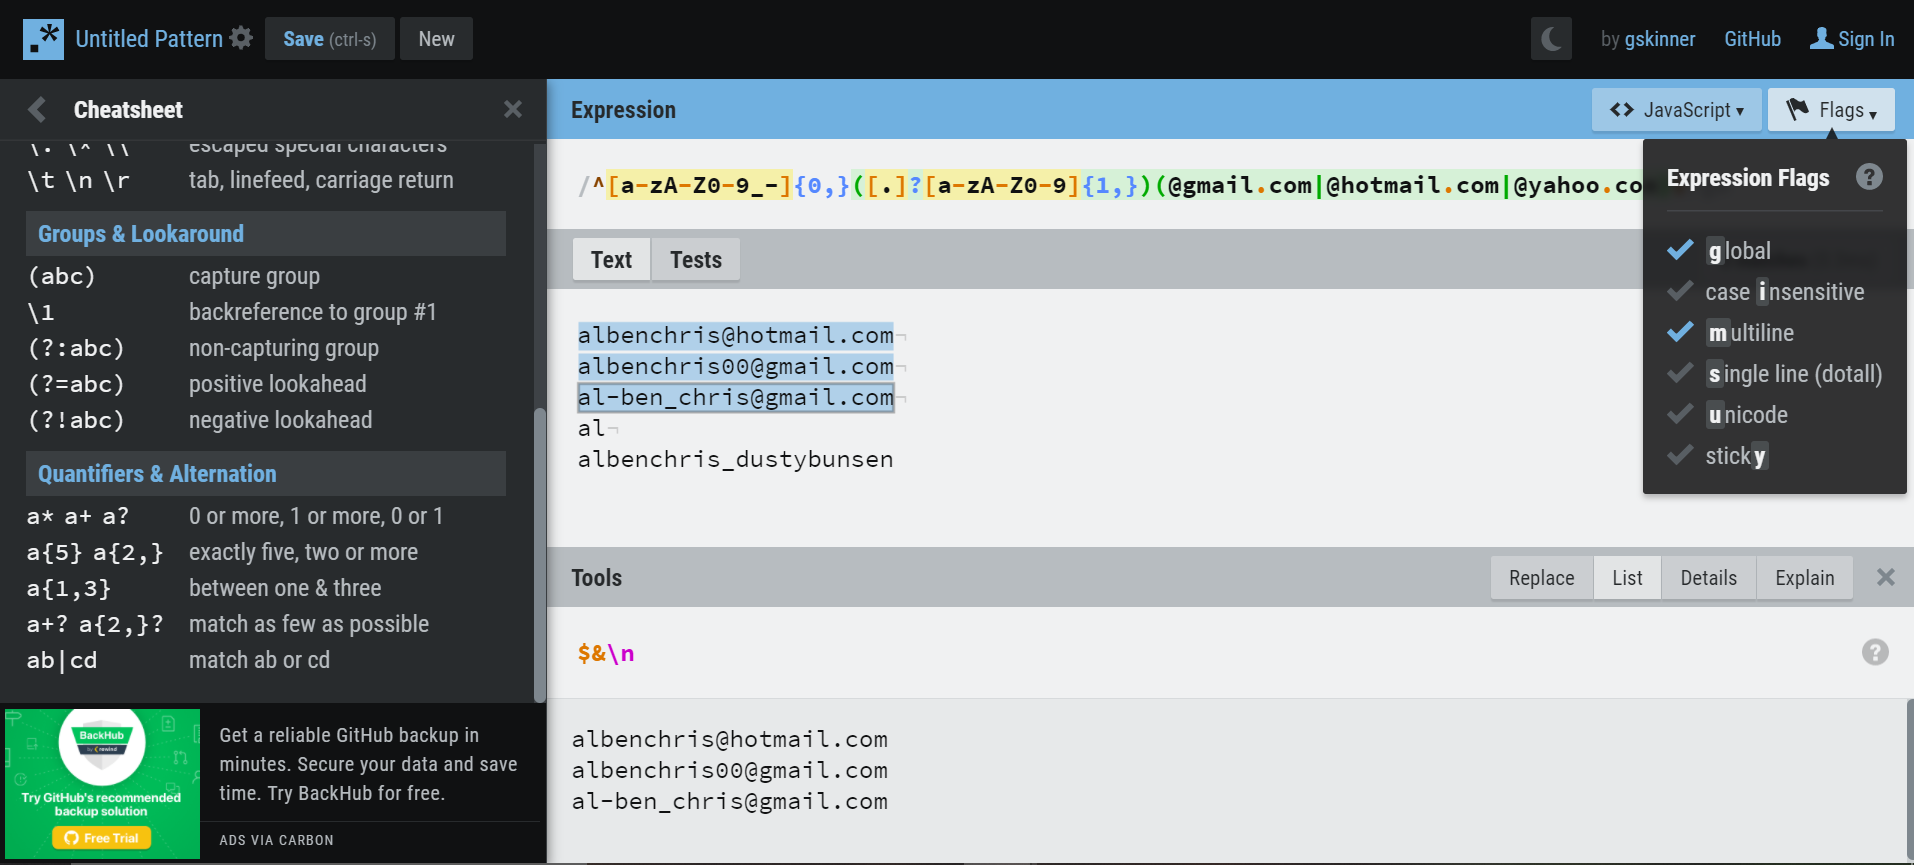 .* Untitled Pattern Save (ctrl-s) New by gskinner GitHub Sign In
Cheatsheet
\. \* \\ escaped special characters
\t \n \r tab, linefeed, carriage return
Groups & Lookaround
(abc) capture group
\1 backreference to group #1
(?:abc) non-capturing group
(?=abc) positive lookahead
(?!abc) negative lookahead
Quantifiers & Alternation
a* a+ a? 0 or more, 1 or more, 0 or 1
a{5} a{2,} exactly five, two or more
a{1,3} between one & three
a+? a{2,}? match as few as possible
ab|cd match ab or cd
BackHub
by rewind
Try GitHub's recommended
backup solution
Free Trial
Get a reliable GitHub backup in
minutes. Secure your data and save
time. Try BackHub for free.
ADS VIA CARBON
Expression <> JavaScript ▾ Flags ▾
/^[a-zA-Z0-9_-]{0,}([.]?[a-zA-Z0-9]{1,})(@gmail.com|@hotmail.com|@yahoo.co
Expression Flags ?
global
case insensitive
multiline
single line (dotall)
unicode
sticky
Text Tests
albenchris@hotmail.com¬
albenchris00@gmail.com¬
al-ben_chris@gmail.com¬
al¬
albenchris_dustybunsen
Tools Replace List Details Explain
$&\n ?
albenchris@hotmail.com
albenchris00@gmail.com
al-ben_chris@gmail.com